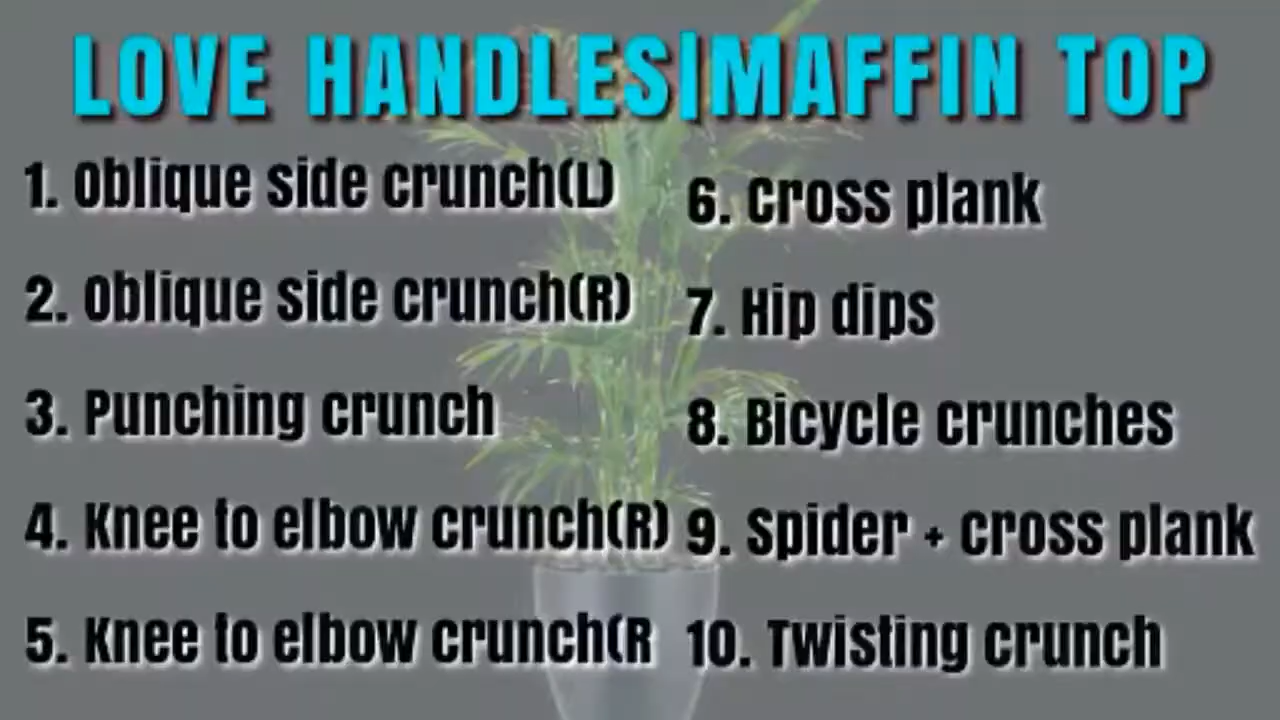 LOVE HANDLES|MAFFIN TOP
1. Oblique side crunch(L)
2. Oblique side crunch(R)
3. Punching crunch
4. Knee to elbow crunch(R)
5. Knee to elbow crunch(R
6. Cross plank
7. Hip dips
8. Bicycle crunches
9. Spider + cross plank
10. Twisting crunch